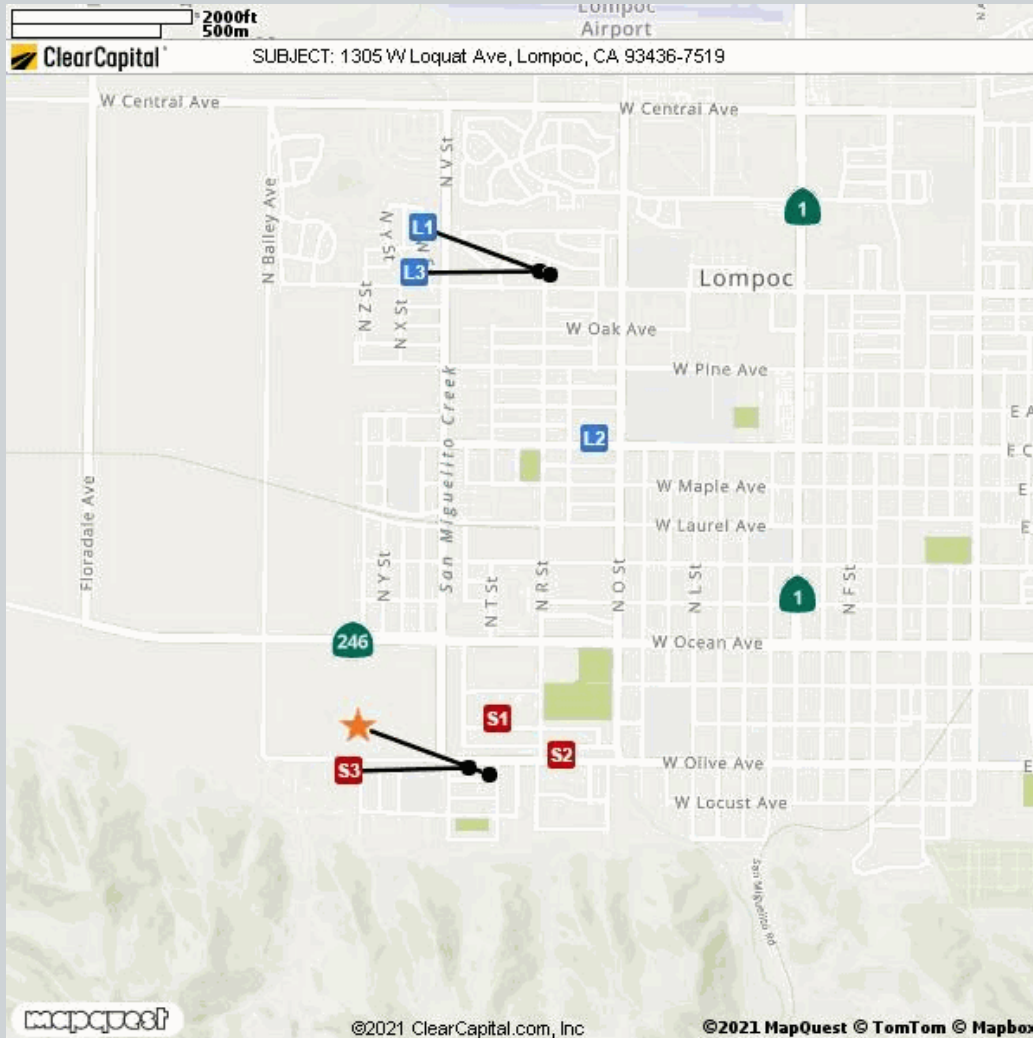 2000ft
500m
Lompoc
Airport
ClearCapital
SUBJECT: 1305 W Loquat Ave, Lompoc, CA 93436-7519
W Central Ave
W Central Ave
N V St
N Bailey Ave
N Y St
1
L1
L3
Lompoc
N Z St
N X St
W Oak Ave
W Pine Ave
San Miguelito Creek
L2
W Maple Ave
Floradale Ave
W Laurel Ave
N Y St
N T St
N R St
N O St
N L St
1
N F St
246
W Ocean Ave
S1
S2
S3
W Olive Ave
W Locust Ave
San Miguelito Rd
mapquest
©2021 ClearCapital.com, Inc
©2021 MapQuest © TomTom © Mapbox